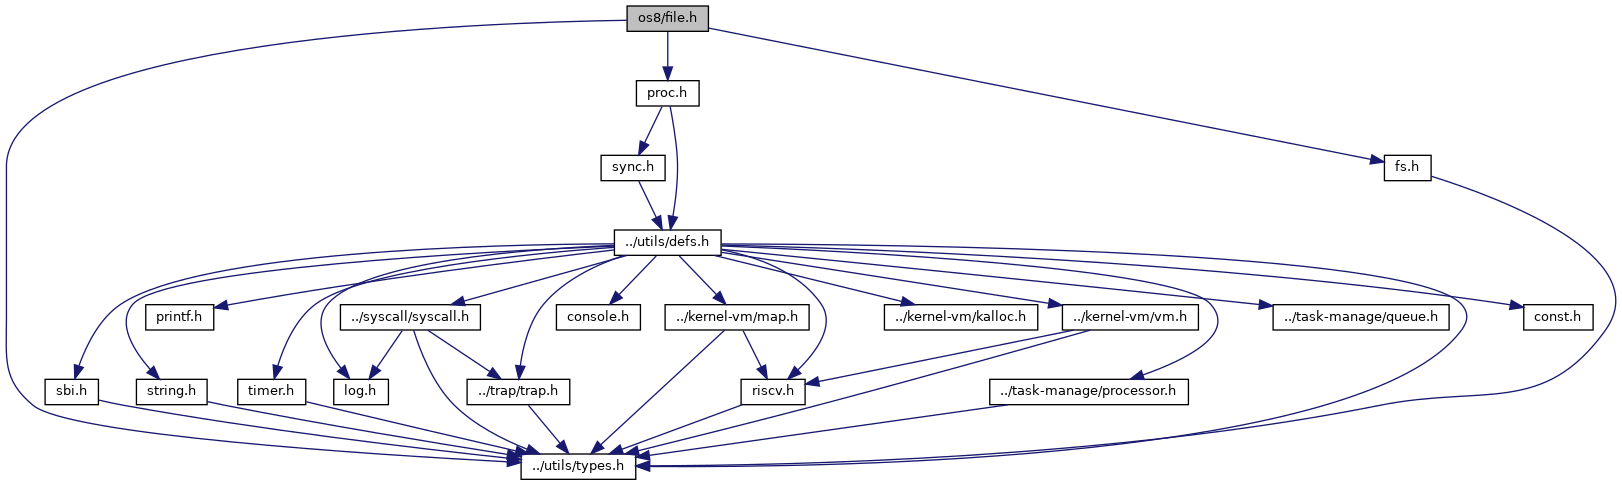 os8/file.h
proc.h
sync.h
fs.h
../utils/defs.h
printf.h
../syscall/syscall.h
console.h
../kernel-vm/map.h
../kernel-vm/kalloc.h
../kernel-vm/vm.h
../task-manage/queue.h
const.h
sbi.h
string.h
timer.h
log.h
../trap/trap.h
riscv.h
../task-manage/processor.h
../utils/types.h